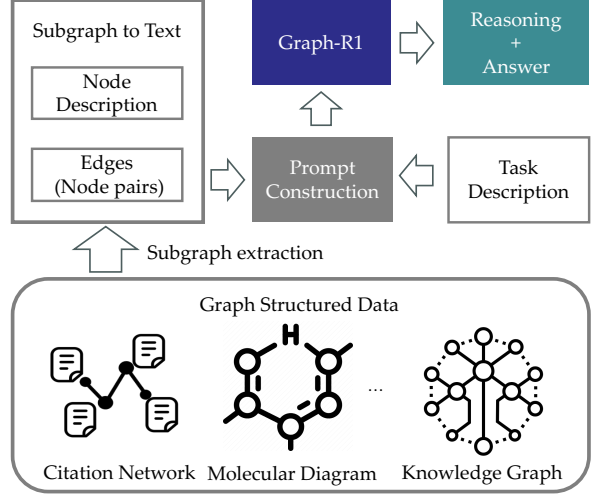 Subgraph to Text
Node
Description
Edges
(Node pairs)
Graph-R1
Reasoning
+
Answer
Prompt
Construction
Task
Description
Subgraph extraction
Graph Structured Data
H
...
Citation Network
Molecular Diagram
Knowledge Graph